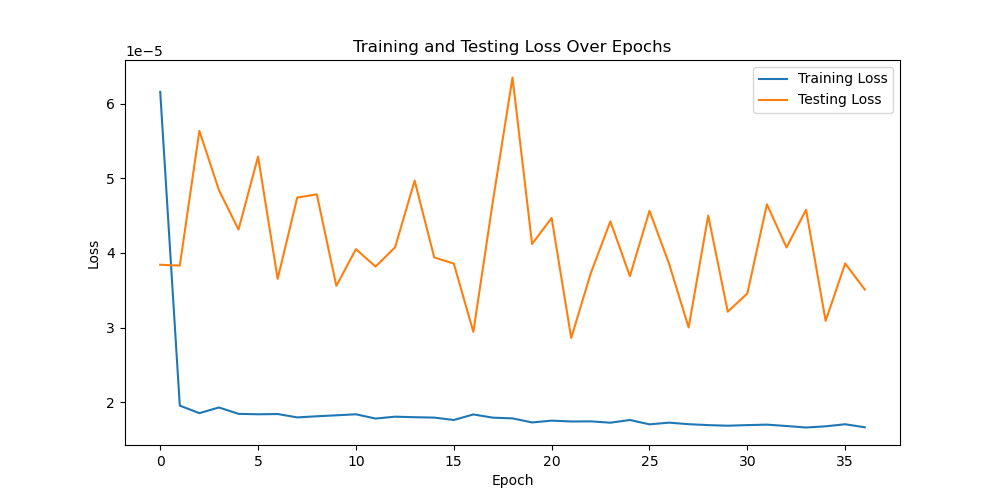 Training and Testing Loss Over Epochs
1e−5
Training Loss
Testing Loss
6
5
4
3
2
Loss
0 5 10 15 20 25 30 35
Epoch